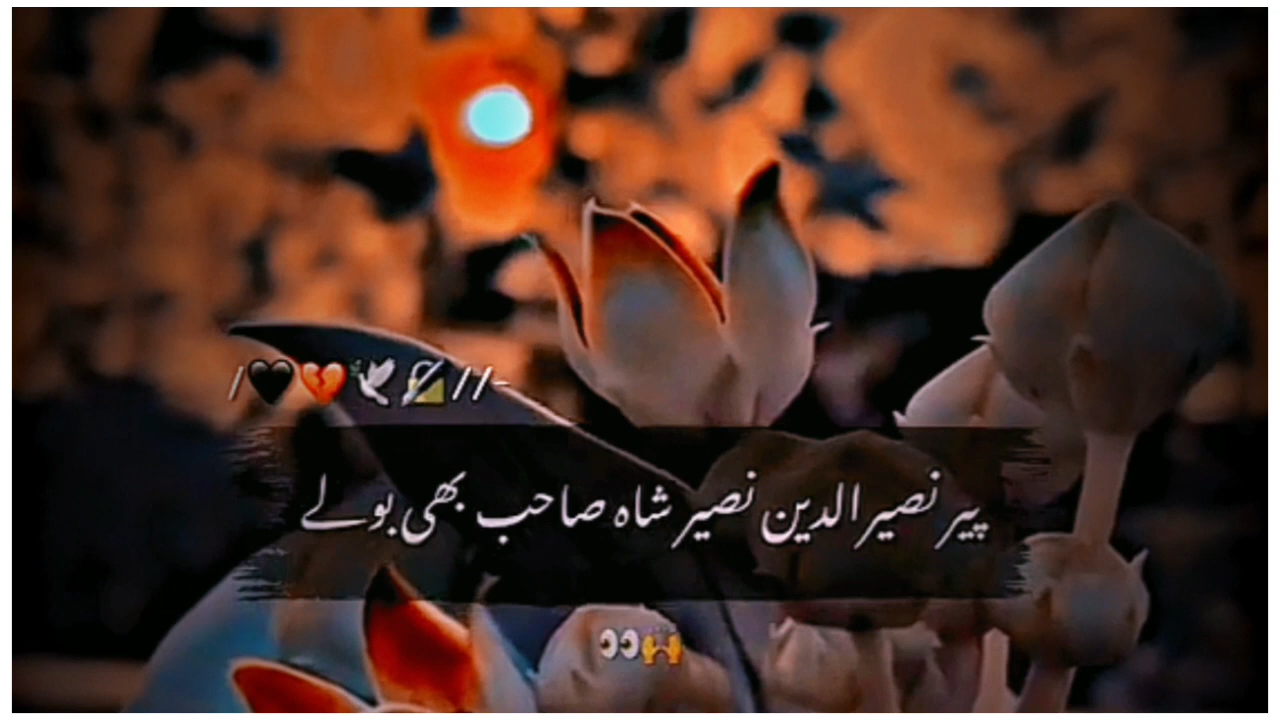 /🖤💔🕊🔏//-
پیر نصیر الدین نصیر شاہ صاحب بھی بولے
👀🙌